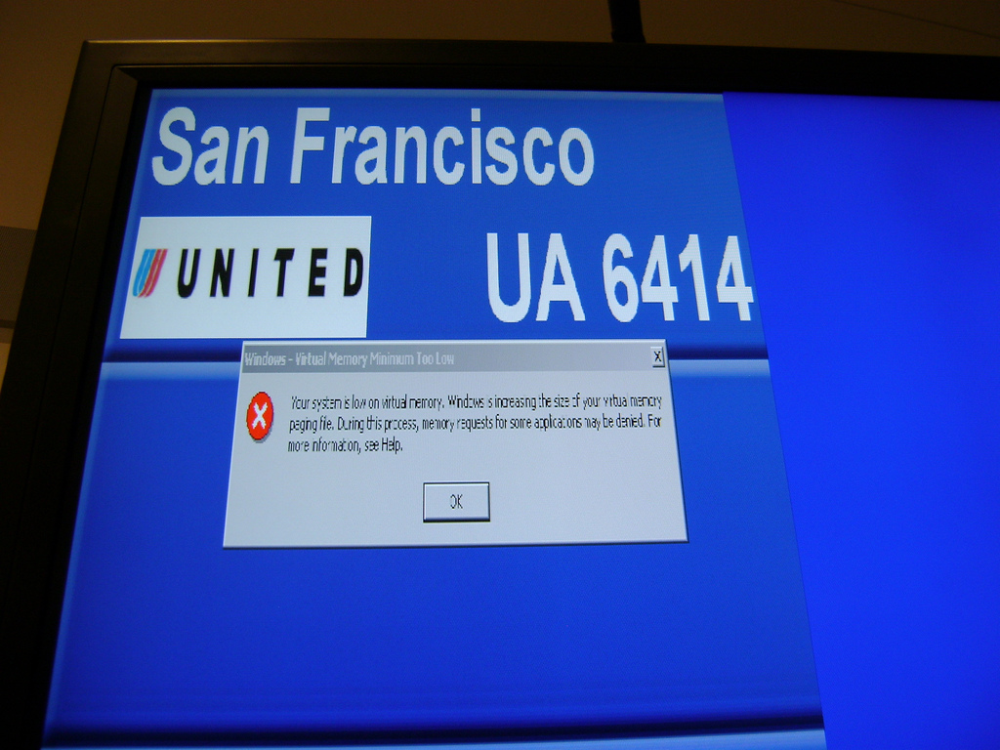 San Francisco
UNITED
UA 6414
Windows - Virtual Memory Minimum Too Low
X
Your system is low on virtual memory. Windows is increasing the size of your virtual memory
paging file. During this process, memory requests for some applications may be denied. For
more information, see Help.
OK